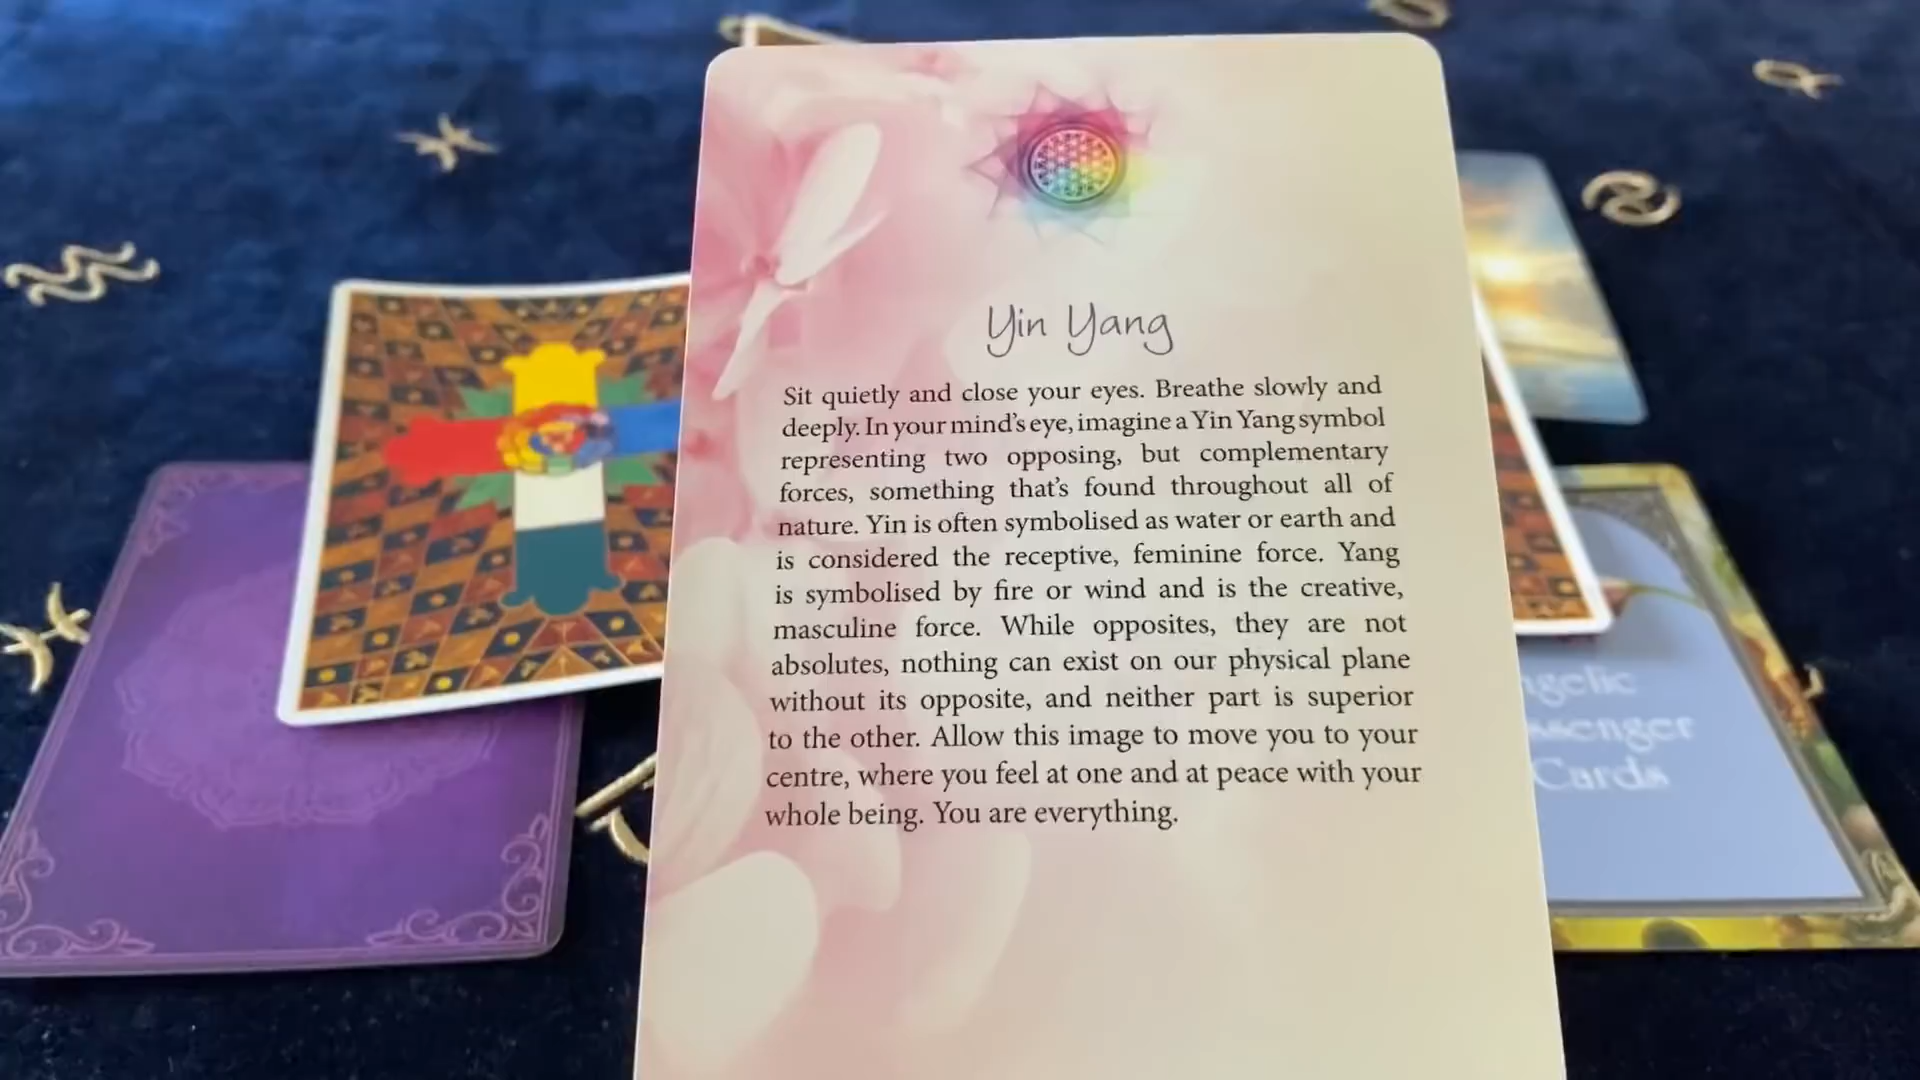 Yin Yang
Sit quietly and close your eyes. Breathe slowly and
deeply. In your mind's eye, imagine a Yin Yang symbol
representing two opposing, but complementary
forces, something that's found throughout all of
nature. Yin is often symbolised as water or earth and
is considered the receptive, feminine force. Yang
is symbolised by fire or wind and is the creative,
masculine force. While opposites, they are not
absolutes, nothing can exist on our physical plane
without its opposite, and neither part is superior
to the other. Allow this image to move you to your
centre, where you feel at one and at peace with your
whole being. You are everything.
Cards